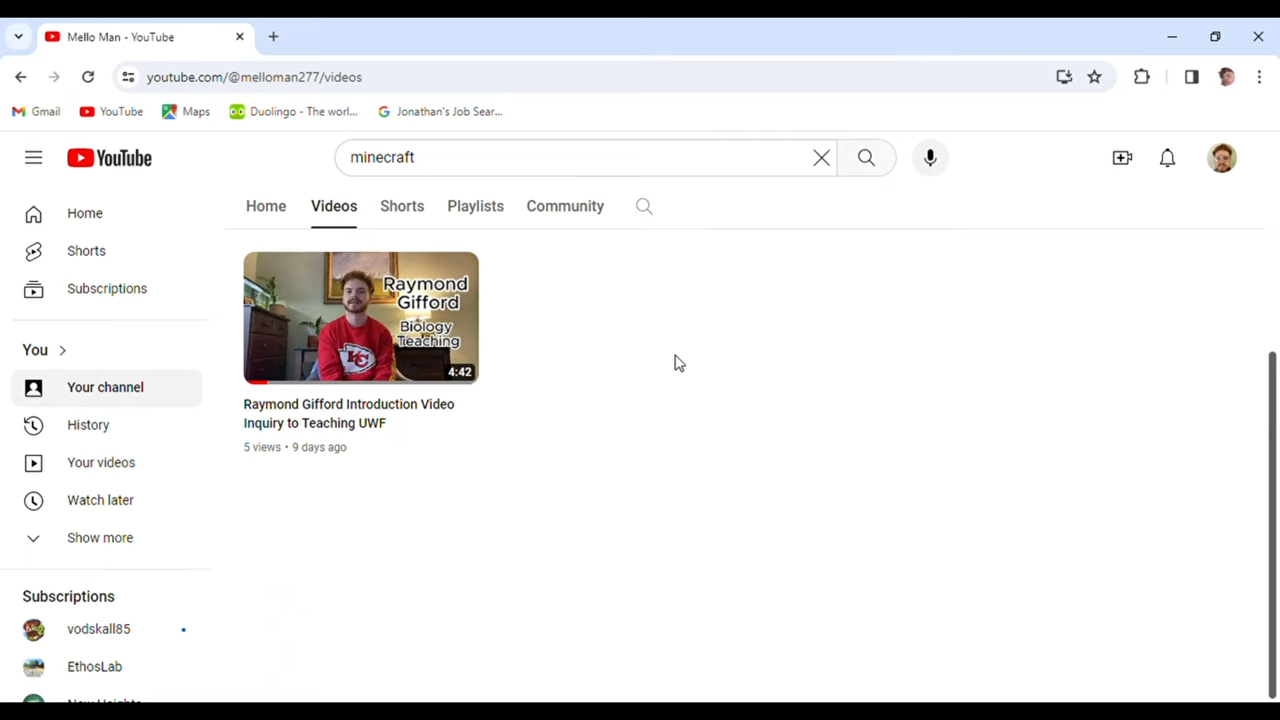 Mello Man - YouTube
youtube.com/@melloman277/videos
Gmail
YouTube
Maps
Duolingo - The worl...
Jonathan's Job Sear...
YouTube
minecraft
Home
Videos
Shorts
Playlists
Community
Home
Shorts
Subscriptions
You
Your channel
History
Your videos
Watch later
Show more
Subscriptions
vodskall85
EthosLab
New Heights
Raymond
Gifford
Biology
Teaching
KC
4:42
Raymond Gifford Introduction Video
Inquiry to Teaching UWF
5 views • 9 days ago